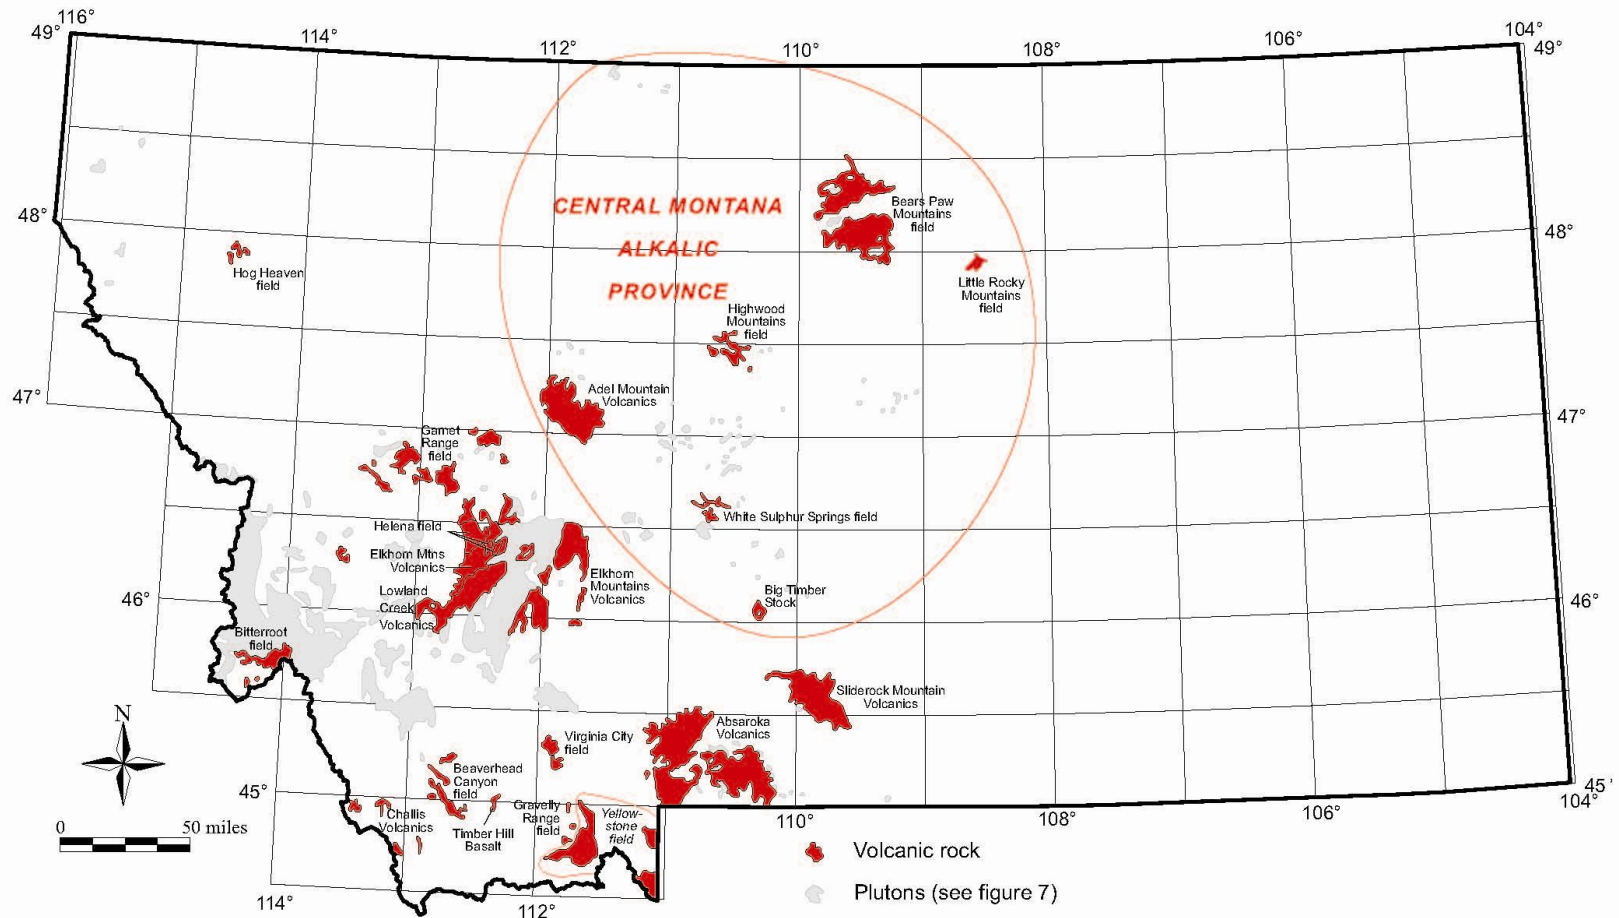 116°
49°
114°
112°
110°
108°
106°
104°
49°
CENTRAL MONTANA
ALKALIC
PROVINCE
Bears Paw
Mountains
field
48°
48°
Hog Heaven
field
Little Rocky
Mountains
field
Highwood
Mountains
field
47°
Adel Mountain
Volcanics
47°
Garnet
Range
field
White Sulphur Springs field
Helena field
Elkhorn Mtns
Volcanics
Elkhorn
Mountains
Volcanics
Lowland
Creek
Volcanics
Big Timber
Stock
46°
46°
Bitterroot
field
Sliderock Mountain
Volcanics
Absaroka
Volcanics
Virginia City
field
N
Beaverhead
Canyon
field
45°
45'
104°
Challis
Volcanics
Timber Hill
Basalt
Gravelly
Range
field
Yellow-
stone
field
110°
108°
106°
0 50 miles
Volcanic rock
Plutons (see figure 7)
114°
112°